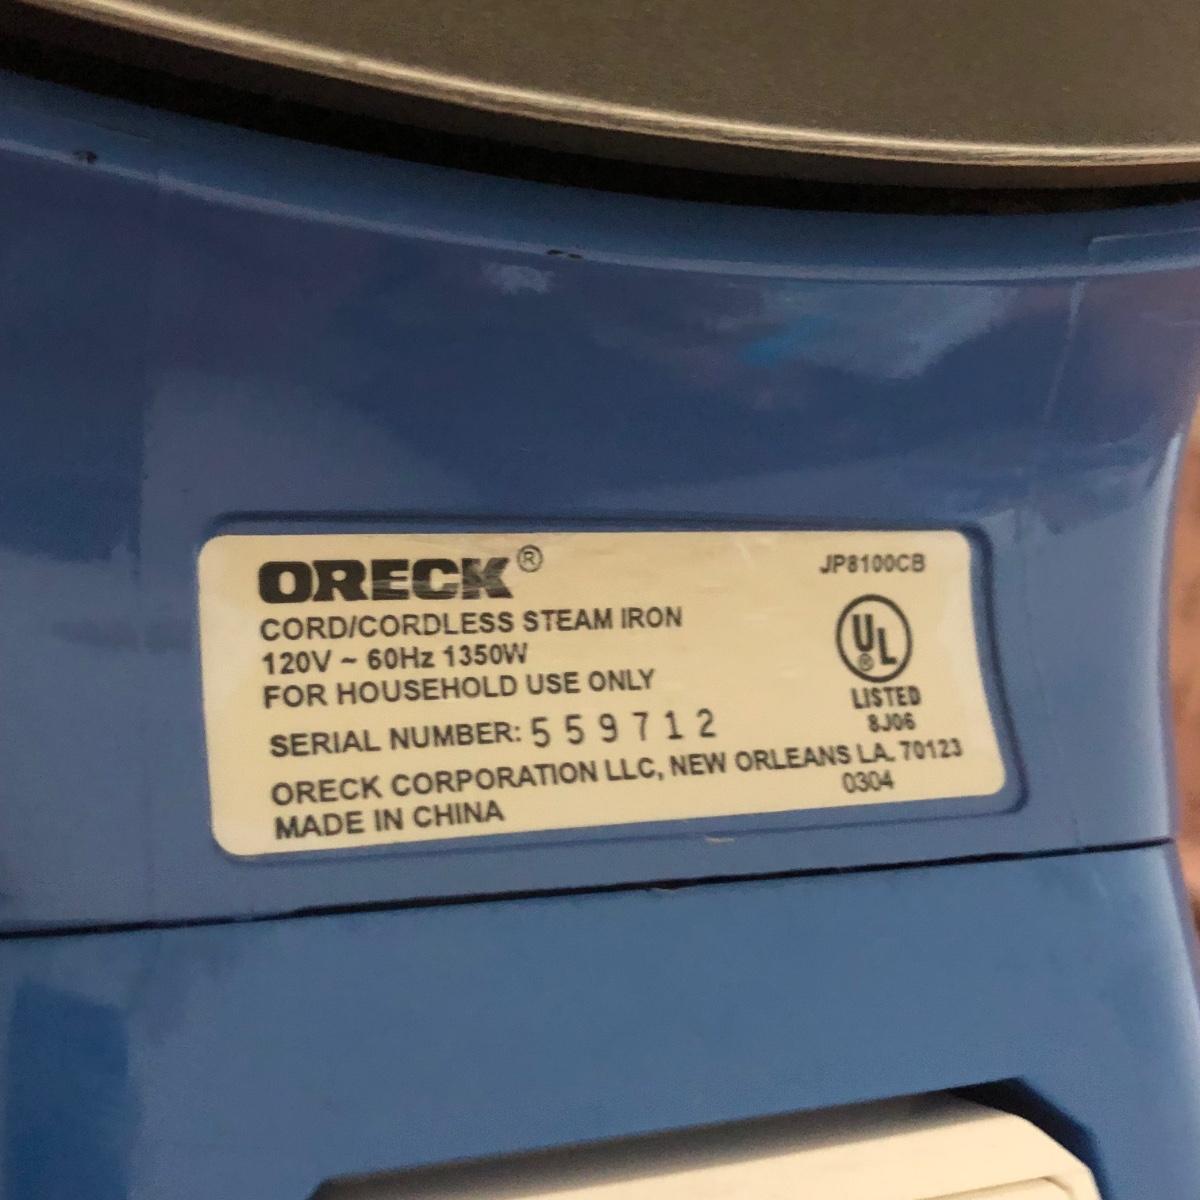 ORECK®
JP8100CB
CORD/CORDLESS STEAM IRON
120V ~ 60Hz 1350W
FOR HOUSEHOLD USE ONLY
UL ®
LISTED
8J06
SERIAL NUMBER: 559712
ORECK CORPORATION LLC, NEW ORLEANS LA. 70123
MADE IN CHINA
0304